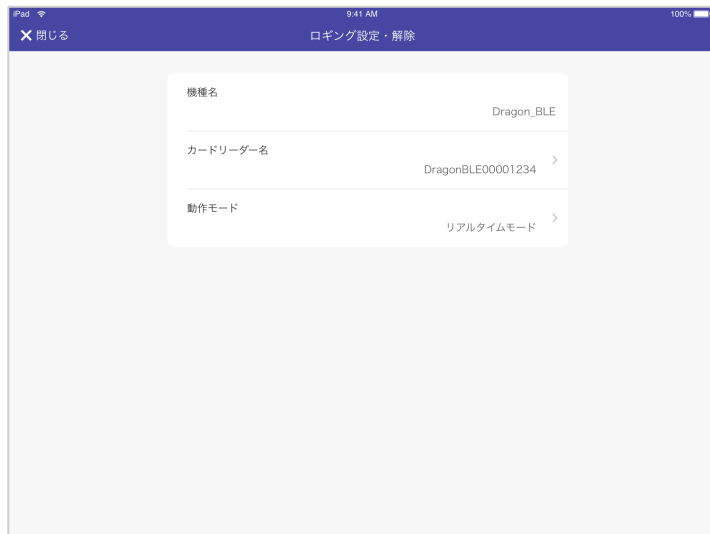 iPad
9:41 AM
100%
閉じる
ロギング設定・解除
機種名
Dragon_BLE
カードリーダー名
DragonBLE00001234
動作モード
リアルタイムモード